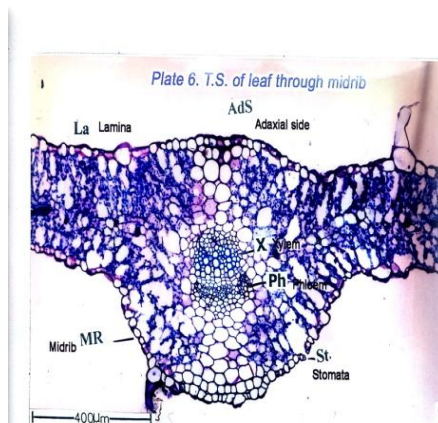 Plate 6. T.S. of leaf through midrib
AdS
La Lamina
Adaxial side
X Xylem
Ph Phloem
Midrib MR
St
Stomata
400µm